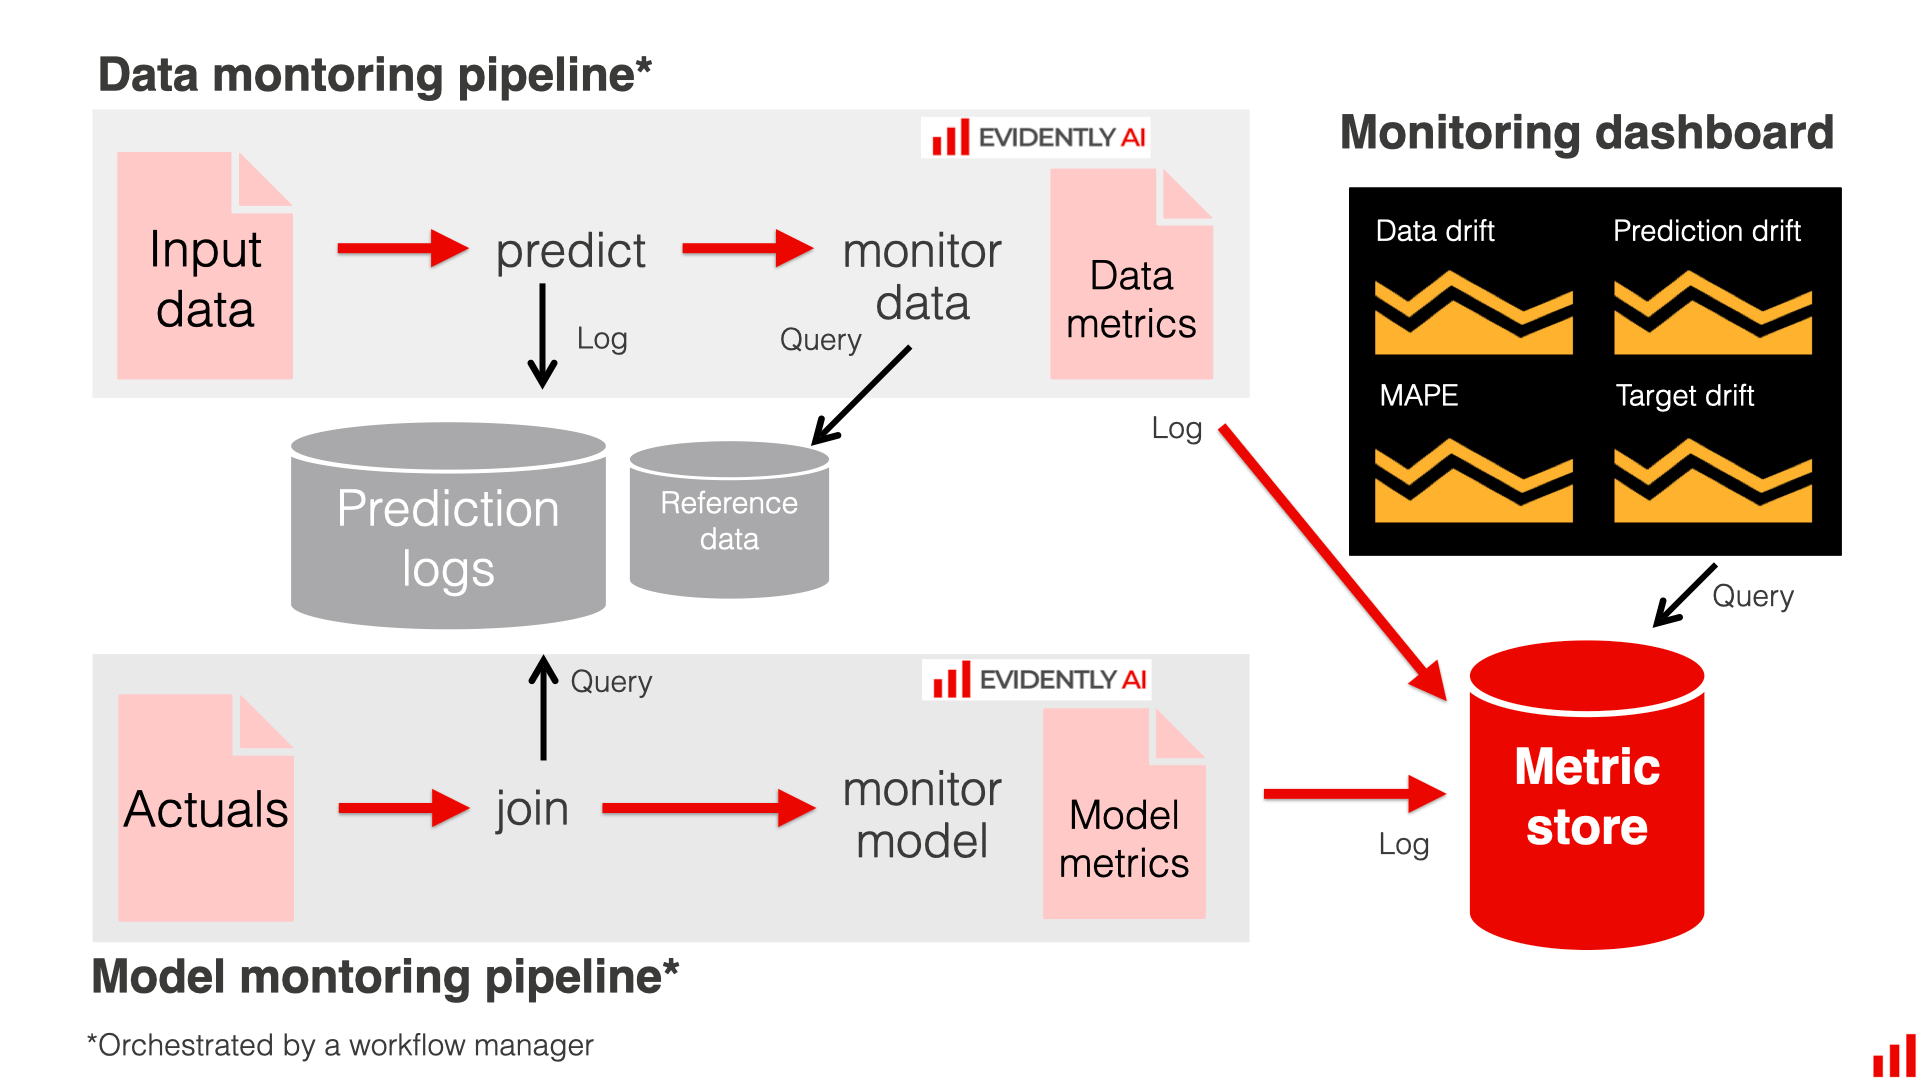 Data montoring pipeline*
EVIDENTLY AI
Input
data
predict
monitor
data
Data
metrics
Log
Query
Prediction
logs
Reference
data
Log
Monitoring dashboard
Data drift
Prediction drift
MAPE
Target drift
Query
Metric
store
Query
EVIDENTLY AI
Actuals
join
monitor
model
Model
metrics
Log
Model montoring pipeline*
*Orchestrated by a workflow manager